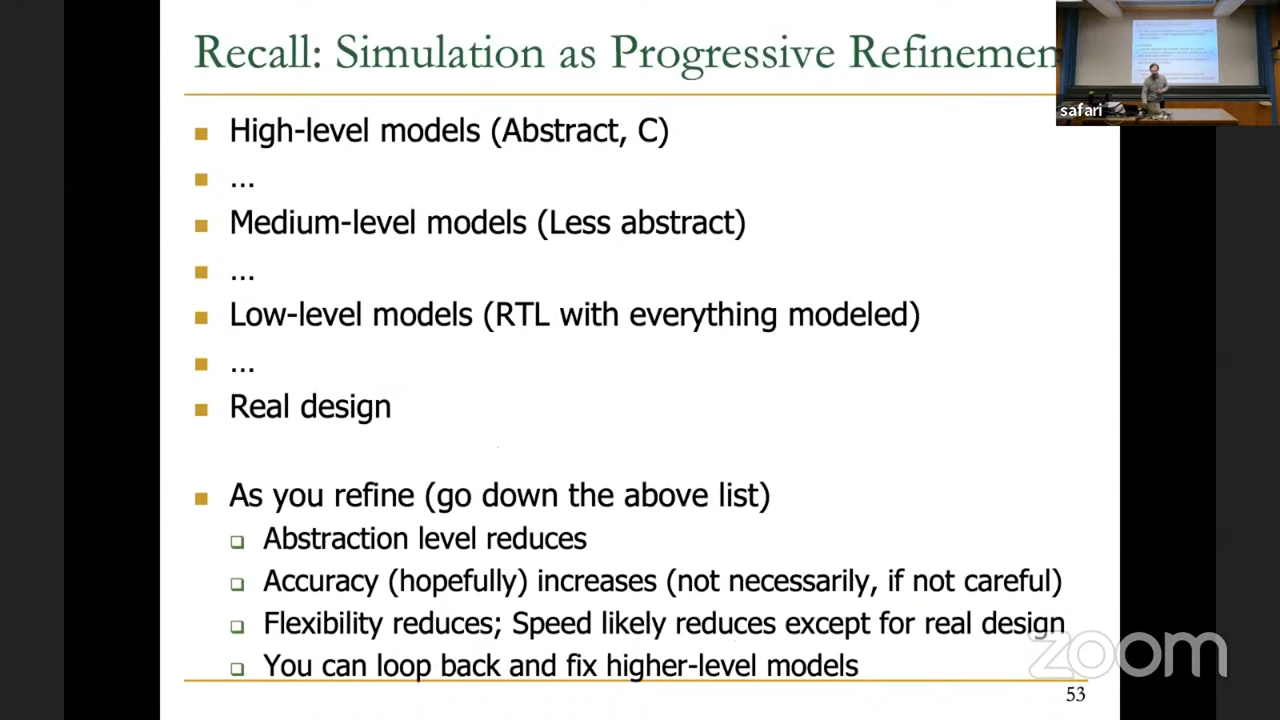 Recall: Simulation as Progressive Refinemen
safari
High-level models (Abstract, C)
...
Medium-level models (Less abstract)
...
Low-level models (RTL with everything modeled)
...
Real design
As you refine (go down the above list)
Abstraction level reduces
Accuracy (hopefully) increases (not necessarily, if not careful)
Flexibility reduces; Speed likely reduces except for real design
You can loop back and fix higher-level models
zoom
53